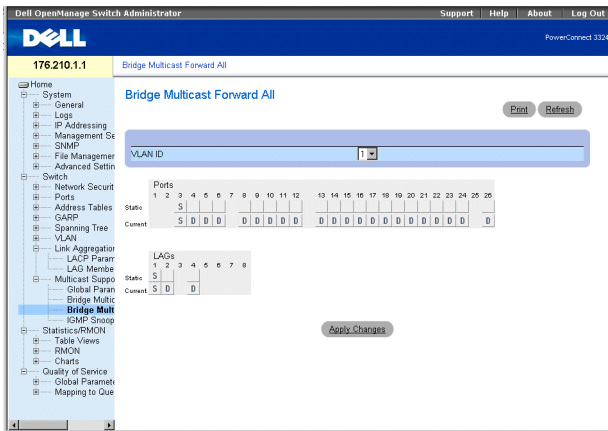 Dell OpenManage Switch Administrator
Support Help About Log Out
DELL
PowerConnect 3324
176.210.1.1
Bridge Multicast Forward All
Home
System
General
Logs
IP Addressing
Management Se
SNMP
File Managemer
Advanced Settin
Switch
Network Securit
Ports
Address Tables
GARP
Spanning Tree
VLAN
Link Aggregation
LACP Param
LAG Membe
Multicast Suppo
Global Paran
Bridge Multic
Bridge Mult
IGMP Snoop
Statistics/RMON
Table Views
RMON
Charts
Quality of Service
Global Paramete
Mapping to Que
Bridge Multicast Forward All
Print Refresh
VLAN ID 1
Ports
1 2 3 4 5 6 7 8 9 10 11 12 13 14 15 16 17 18 19 20 21 22 23 24 25 26
Static S
Current S D D D D D D D D D D D D D D D D D D D D D D
LAGs
1 2 3 4 5 6 7 8
Static S
Current S D D
Apply Changes